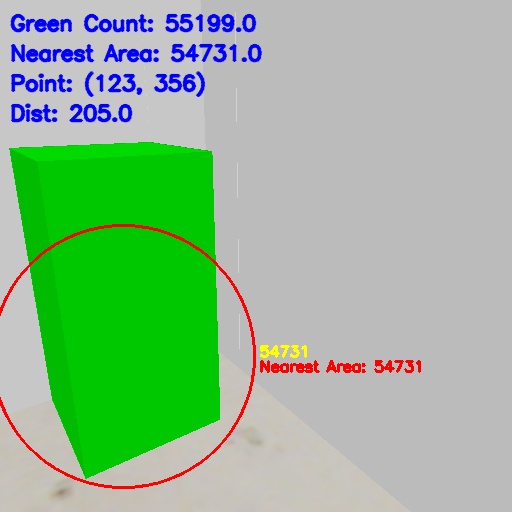 Green Count: 55199.0
Nearest Area: 54731.0
Point: (123, 356)
Dist: 205.0
54731
Nearest Area: 54731